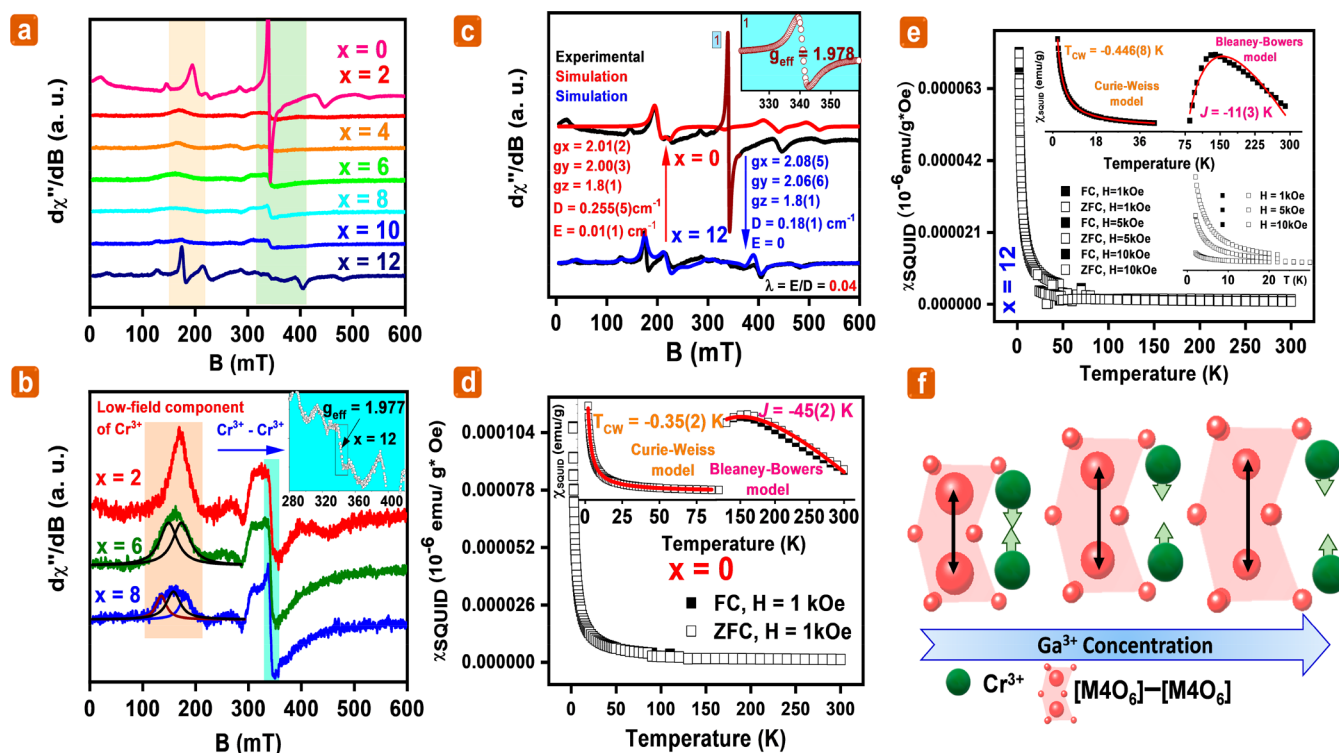 a
dχ"/dB (a. u.)
x = 0
x = 2
x = 4
x = 6
x = 8
x = 10
x = 12
0 100 200 300 400 500 600
B (mT)
b
dχ"/dB (a. u.)
Low-field component
of Cr³⁺
Cr³⁺ - Cr³⁺
g_eff = 1.977
x = 12
280 320 360 400
x = 2
x = 6
x = 8
0 100 200 300 400 500 600
B (mT)
c
dχ"/dB (a. u.)
Experimental
Simulation
Simulation
1
1
g_eff = 1.978
320 330 340 350
gx = 2.01(2)
gy = 2.00(3)
gz = 1.8(1)
D = 0.255(5)cm⁻¹
E = 0.01(1) cm⁻¹
x = 0
x = 12
gx = 2.08(5)
gy = 2.06(6)
gz = 1.8(1)
D = 0.18(1) cm⁻¹
E = 0
λ = E/D = 0.04
0 100 200 300 400 500 600
B (mT)
d
χSQUID (10⁻⁶ emu/ g* Oe)
0.000104
0.000078
0.000052
0.000026
0.000000
χSQUID (emu/g)
T_CW = -0.35(2) K
Curie-Weiss
model
J = -45(2) K
Bleaney-Bowers
model
0 25 50 75 150 225 300
Temperature (K)
x = 0
FC, H = 1 kOe
ZFC, H = 1kOe
0 50 100 150 200 250 300
Temperature (K)
e
χSQUID (10⁻⁶ emu/g*Oe)
0.000063
0.000042
0.000021
0.000000
χSQUID (emu/g)
T_CW = -0.446(8) K
Curie-Weiss
model
Bleaney-Bowers
model
J = -11(3) K
0 18 36 75 150 225 300
Temperature (K)
FC, H=1kOe
ZFC, H=1kOe
FC, H=5kOe
ZFC, H=5kOe
FC, H=10kOe
ZFC, H=10kOe
H = 1kOe
H = 5kOe
H = 10kOe
0 10 20 T (K)
x = 12
0 50 100 150 200 250 300
Temperature (K)
f
Ga³⁺ Concentration
Cr³⁺
[M4O₆]–[M4O₆]